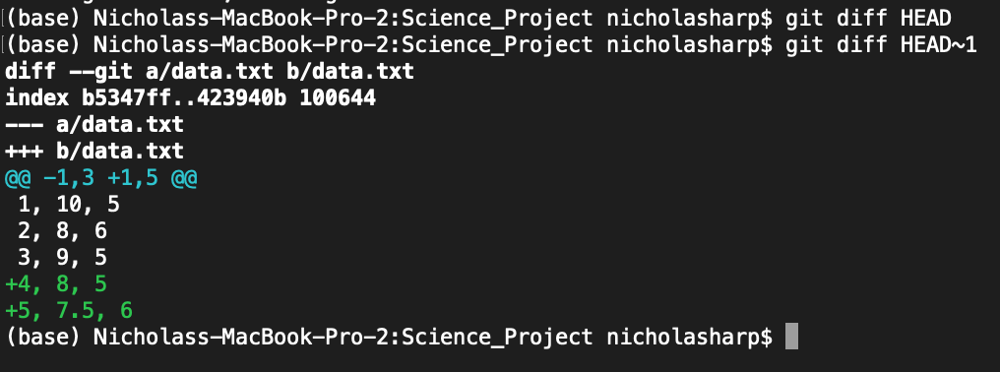 (base) Nicholass-MacBook-Pro-2:Science_Project nicholasharp$ git diff HEAD
(base) Nicholass-MacBook-Pro-2:Science_Project nicholasharp$ git diff HEAD~1
diff --git a/data.txt b/data.txt
index b5347ff..423940b 100644
--- a/data.txt
+++ b/data.txt
@@ -1,3 +1,5 @@
 1, 10, 5
 2, 8, 6
 3, 9, 5
+4, 8, 5
+5, 7.5, 6
(base) Nicholass-MacBook-Pro-2:Science_Project nicholasharp$